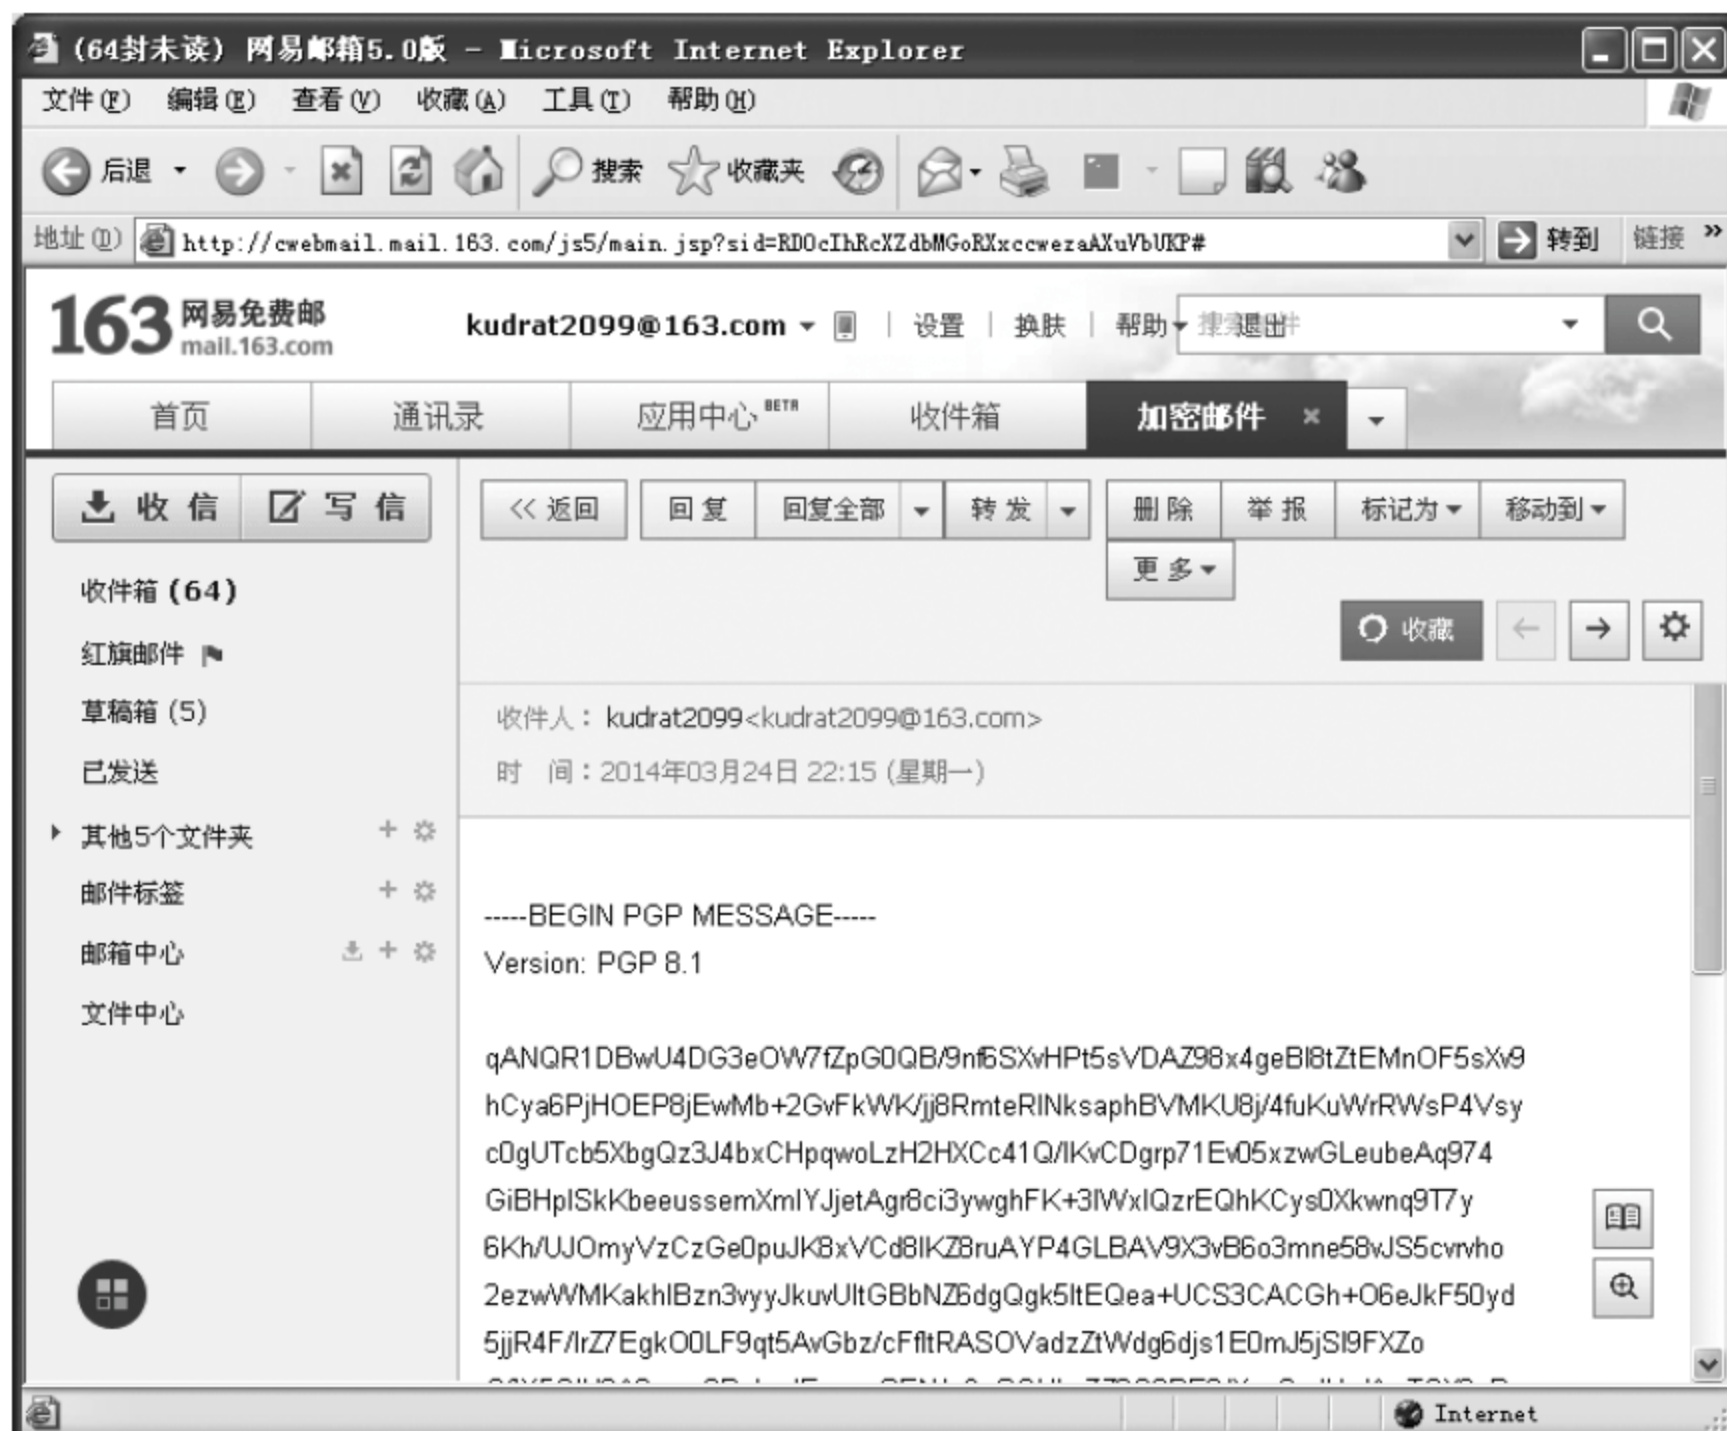 (64封未读) 网易邮箱5.0版 - Microsoft Internet Explorer
文件(F) 编辑(E) 查看(V) 收藏(A) 工具(T) 帮助(H)
后退 搜索 收藏夹
地址(D) http://cwebmail.mail.163.com/js5/main.jsp?sid=RDOcIhRcXZdbMGoRXxccwezaAXuVbUKP# 转到 链接 »
163 网易免费邮
mail.163.com
kudrat2099@163.com 设置 | 换肤 | 帮助 退出
首页 通讯录 应用中心 BETA 收件箱 加密邮件 ×
收信 写信
<< 返回 回复 回复全部 转发 删除 举报 标记为 移动到
更多
收藏 ← →
收件箱 (64)
红旗邮件
草稿箱 (5)
已发送
其他5个文件夹 +
邮件标签 +
邮箱中心 +
文件中心
收件人：kudrat2099<kudrat2099@163.com>
时 间：2014年03月24日 22:15 (星期一)
-----BEGIN PGP MESSAGE-----
Version: PGP 8.1
qANQR1DBwU4DG3eOW7fZpG0QB/9nf6SXvHPt5sVDAZ98x4geBl8tZtEMnOF5sXv9
hCya6PjHOEP8jEwMb+2GvFkWK/jj8RmteRlNksaphBVMKU8j/4fuKuWrRWsP4Vsy
c0gUTcb5XbgQz3J4bxCHpqwoLzH2HXCc41Q/lKvCDgrp71Ev05xzwGLeubeAq974
GiBHplSkKbeeussemXmlYJjetAgr8ci3ywghFK+3lWxlQzrEQhKCys0Xkwnq9T7y
6Kh/UJOmyVzCzGe0puJK8xVCd8lKZ8ruAYP4GLBAV9X3vB6o3mne58vJS5cvrvho
2ezwWMKakhlBzn3vyyJkuvUltGBbNZ6dgQgk5ltEQea+UCS3CACGh+O6eJkF50yd
5jjR4F/lrZ7EgkO0LF9qt5AvGbz/cFfltRASOVadzZtWdg6djs1E0mJ5jSl9FXZo
Internet